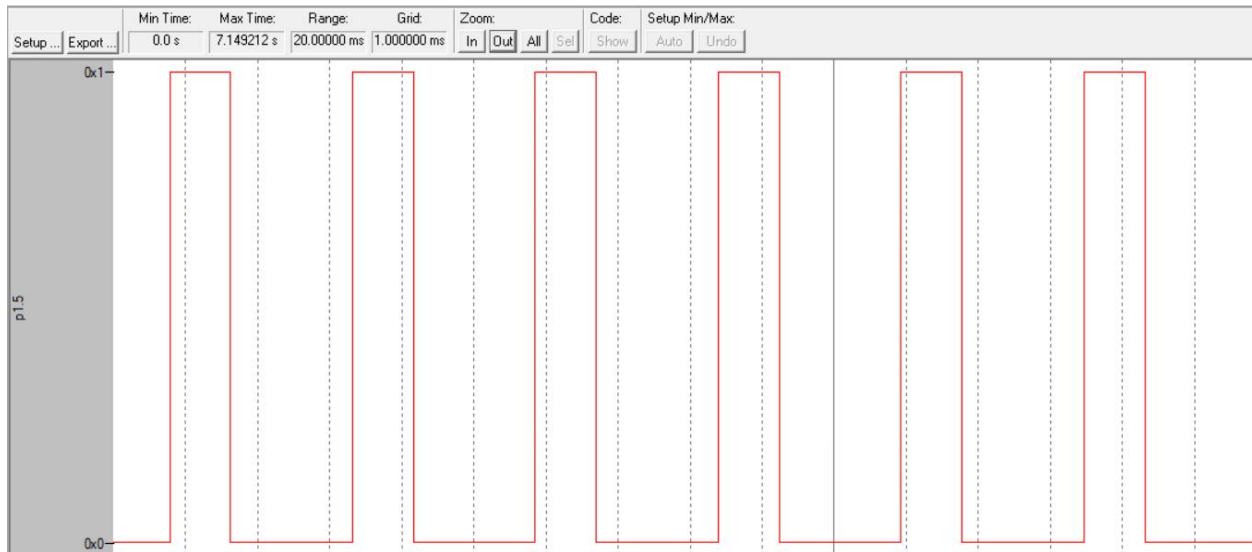 Min Time: Max Time: Range: Grid: Zoom: Code: Setup Min/Max:
Setup ... Export ... 0.0 s 7.149212 s 20.00000 ms 1.000000 ms In Out All Sel Show Auto Undo
0x1
p1.5
0x0